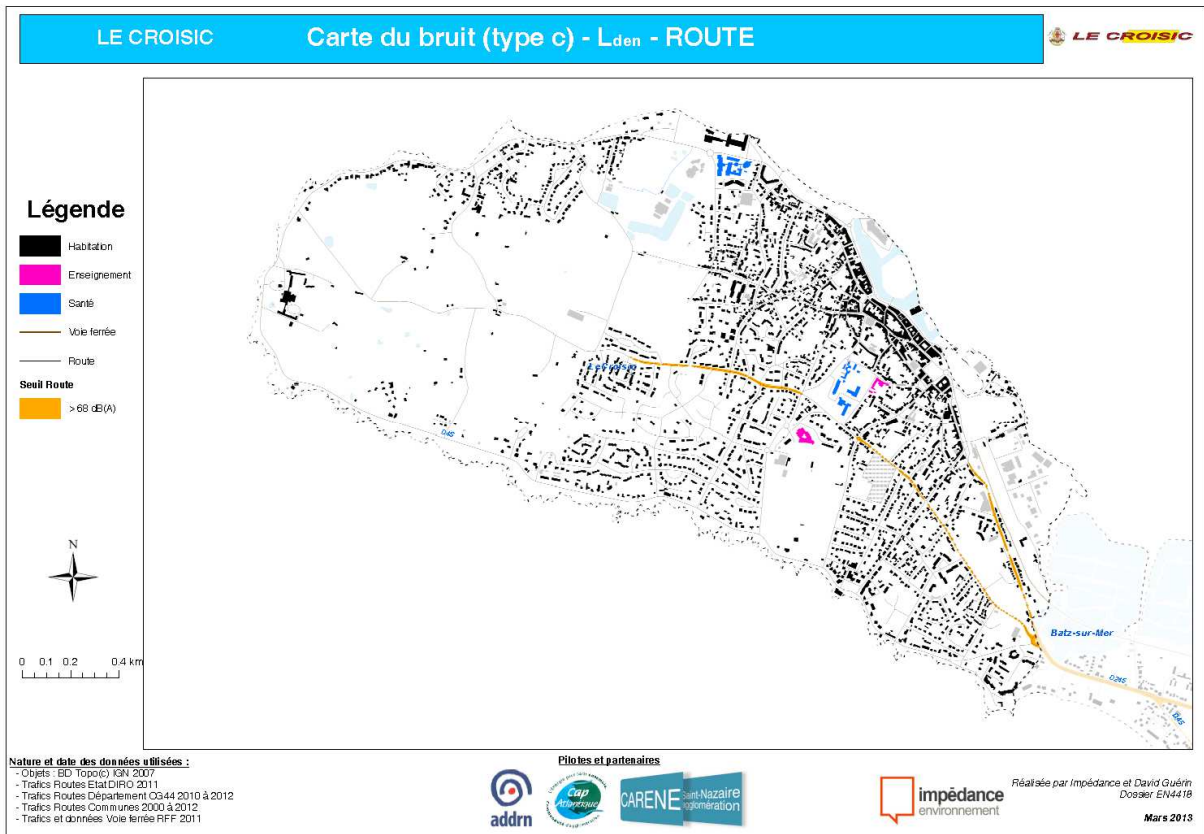 LE CROISIC
Carte du bruit (type c) - Lden - ROUTE
LE CROISIC
Légende
Habitation
Enseignement
Santé
Voie ferrée
Route
Seuil Route
> 68 dB(A)
N
0 0.1 0.2 0.4 km
Le Croisic
D45
Batz-sur-Mer
D245
D45
Nature et date des données utilisées :
- Objets : BD Topo(c) IGN 2007
- Trafics Routes Etat DIRO 2011
- Trafics Routes Département CG44 2010 à 2012
- Trafics Routes Communes 2000 à 2012
- Trafics et données Voie ferrée RFF 2011
Pilotes et partenaires
addrn
Cap
Atlantique
CARENE
Saint-Nazaire
agglomération
impédance
environnement
Réalisée par Impédance et David Guérin
Dossier EN4418
Mars 2013